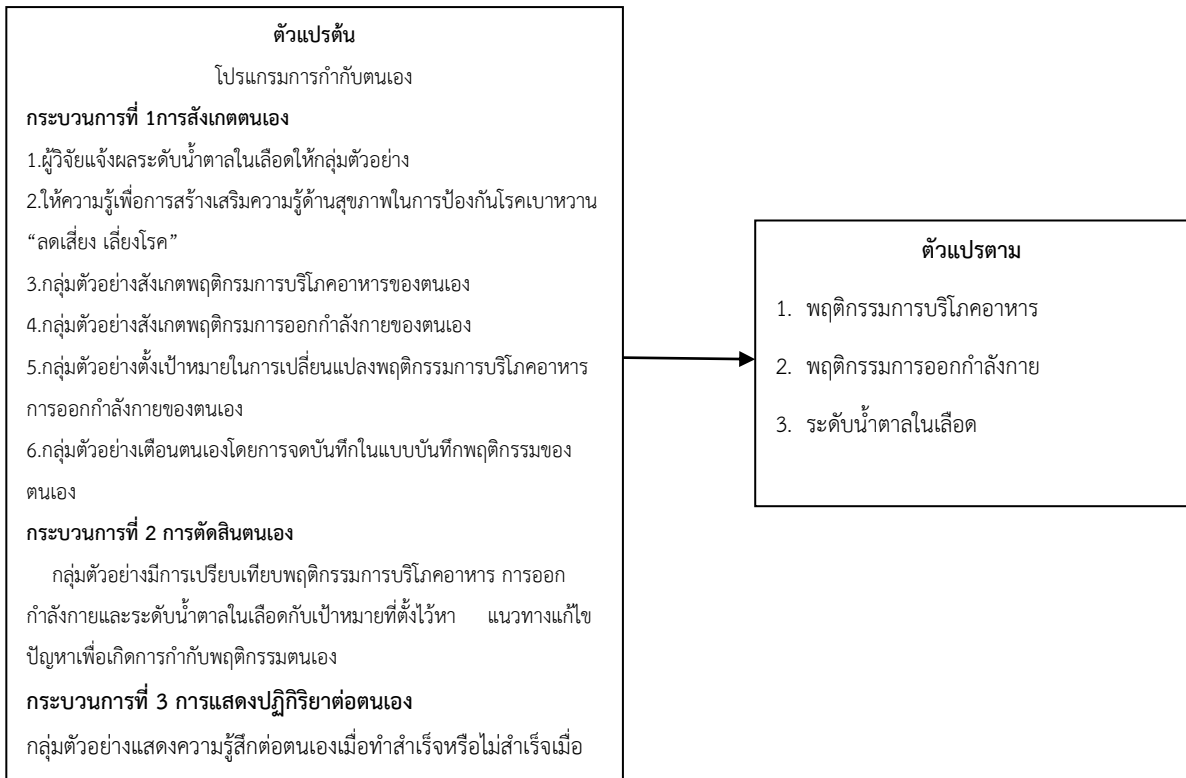 ตัวแปรต้น
โปรแกรมการกำกับตนเอง
กระบวนการที่ 1การสังเกตตนเอง
1.ผู้วิจัยแจ้งผลระดับน้ำตาลในเลือดให้กลุ่มตัวอย่าง
2.ให้ความรู้เพื่อการสร้างเสริมความรู้ด้านสุขภาพในการป้องกันโรคเบาหวาน
“ลดเสี่ยง เลี่ยงโรค”
3.กลุ่มตัวอย่างสังเกตพฤติกรมการบริโภคอาหารของตนเอง
4.กลุ่มตัวอย่างสังเกตพฤติกรมการออกกำลังกายของตนเอง
5.กลุ่มตัวอย่างตั้งเป้าหมายในการเปลี่ยนแปลงพฤติกรรมการบริโภคอาหาร
การออกกำลังกายของตนเอง
6.กลุ่มตัวอย่างเตือนตนเองโดยการจดบันทึกในแบบบันทึกพฤติกรรมของ
ตนเอง
กระบวนการที่ 2 การตัดสินตนเอง
กลุ่มตัวอย่างมีการเปรียบเทียบพฤติกรรมการบริโภคอาหาร การออก
กำลังกายและระดับน้ำตาลในเลือดกับเป้าหมายที่ตั้งไว้หา แนวทางแก้ไข
ปัญหาเพื่อเกิดการกำกับพฤติกรรมตนเอง
กระบวนการที่ 3 การแสดงปฏิกิริยาต่อตนเอง
กลุ่มตัวอย่างแสดงความรู้สึกต่อตนเองเมื่อทำสำเร็จหรือไม่สำเร็จเมื่อ
ตัวแปรตาม
1. พฤติกรรมการบริโภคอาหาร
2. พฤติกรรมการออกกำลังกาย
3. ระดับน้ำตาลในเลือด